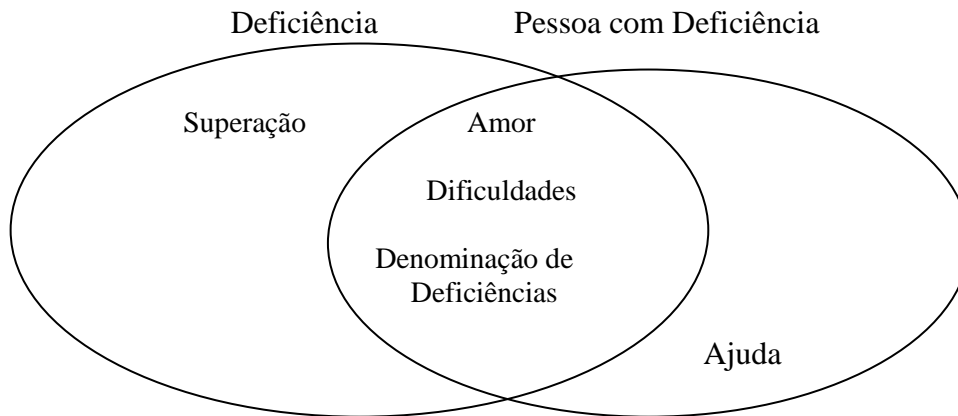 Deficiência
Pessoa com Deficiência
Superação
Amor
Dificuldades
Denominação de
Deficiências
Ajuda